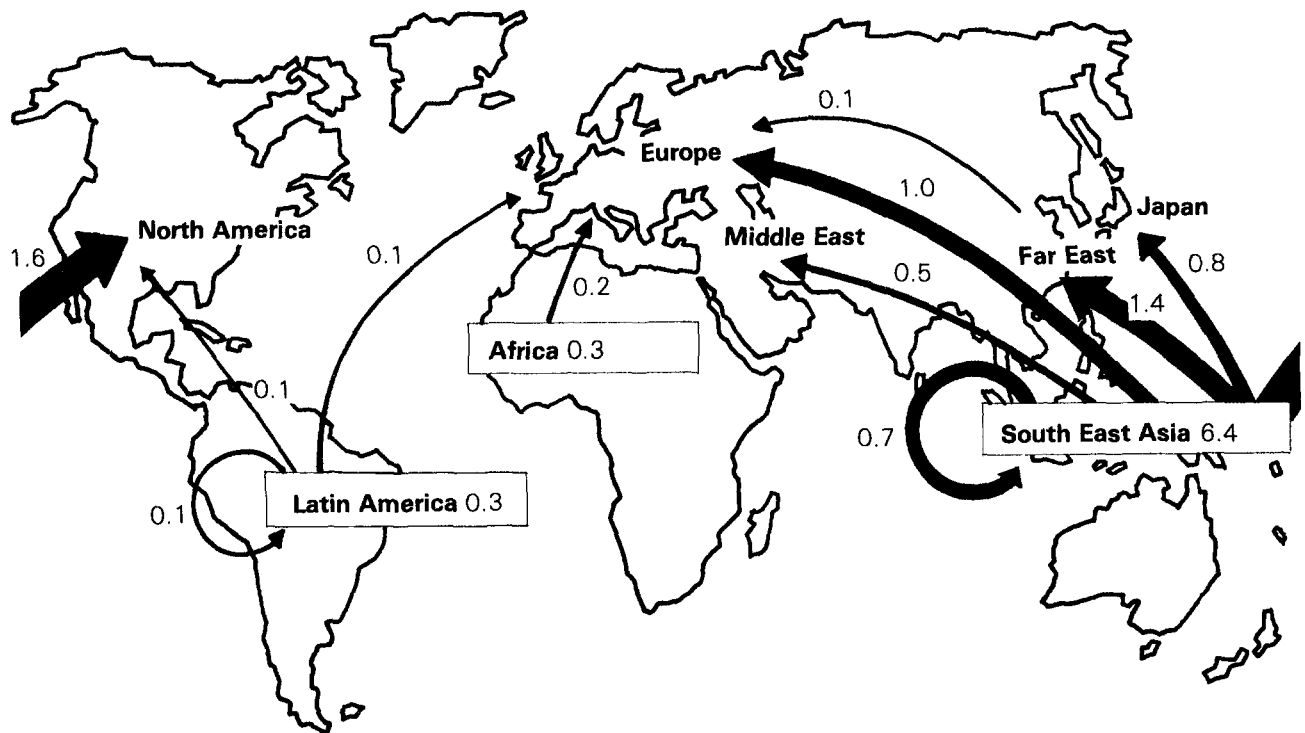 0.1
Europe
1.0
Japan
North America
Middle East
1.6
0.1
Far East
0.5
0.8
0.2
1.4
Africa 0.3
0.1
0.7
South East Asia 6.4
Latin America 0.3
0.1